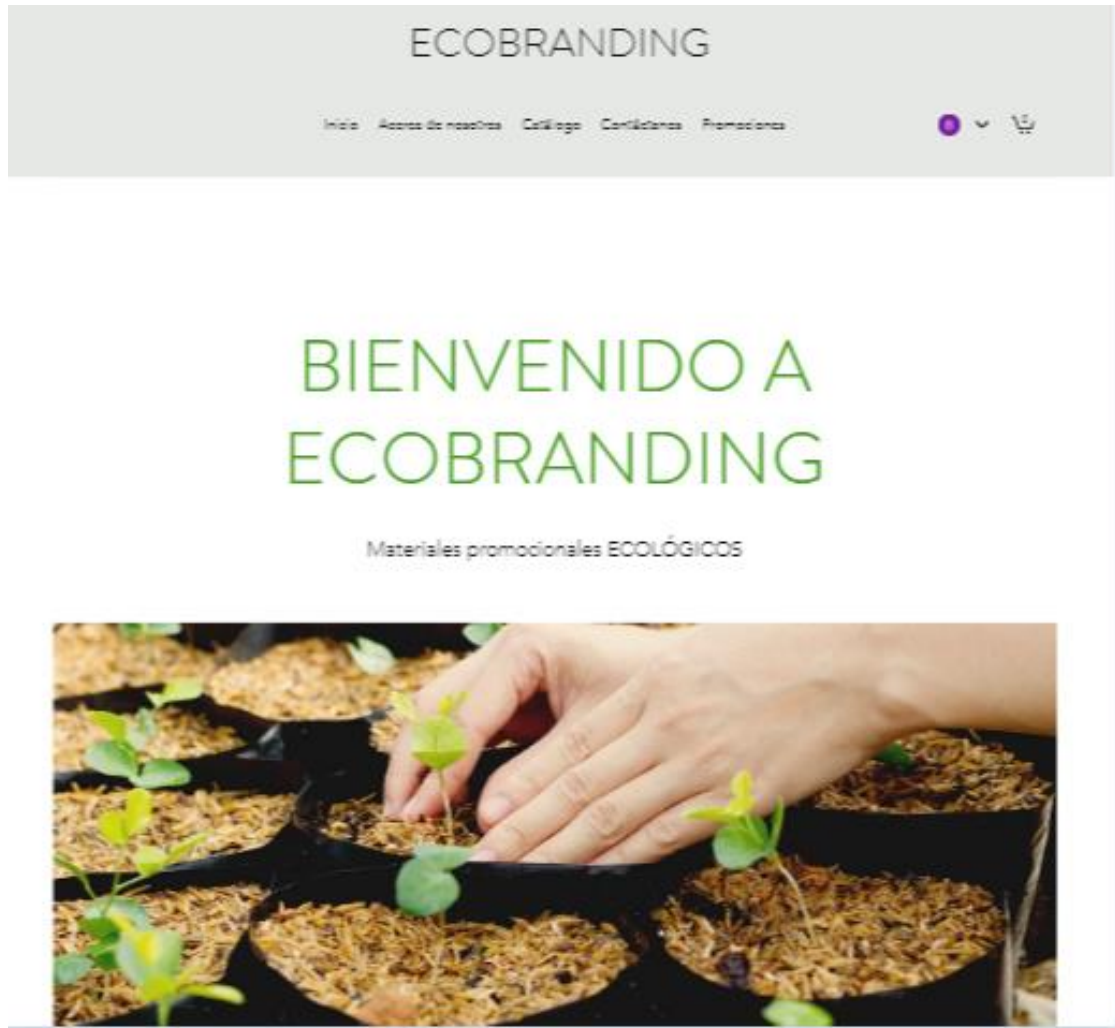 ECOBRANDING
Inicio Acerca de nosotros Catálogo Contáctanos Promociones
BIENVENIDO A
ECOBRANDING
Materiales promocionales ECOLÓGICOS